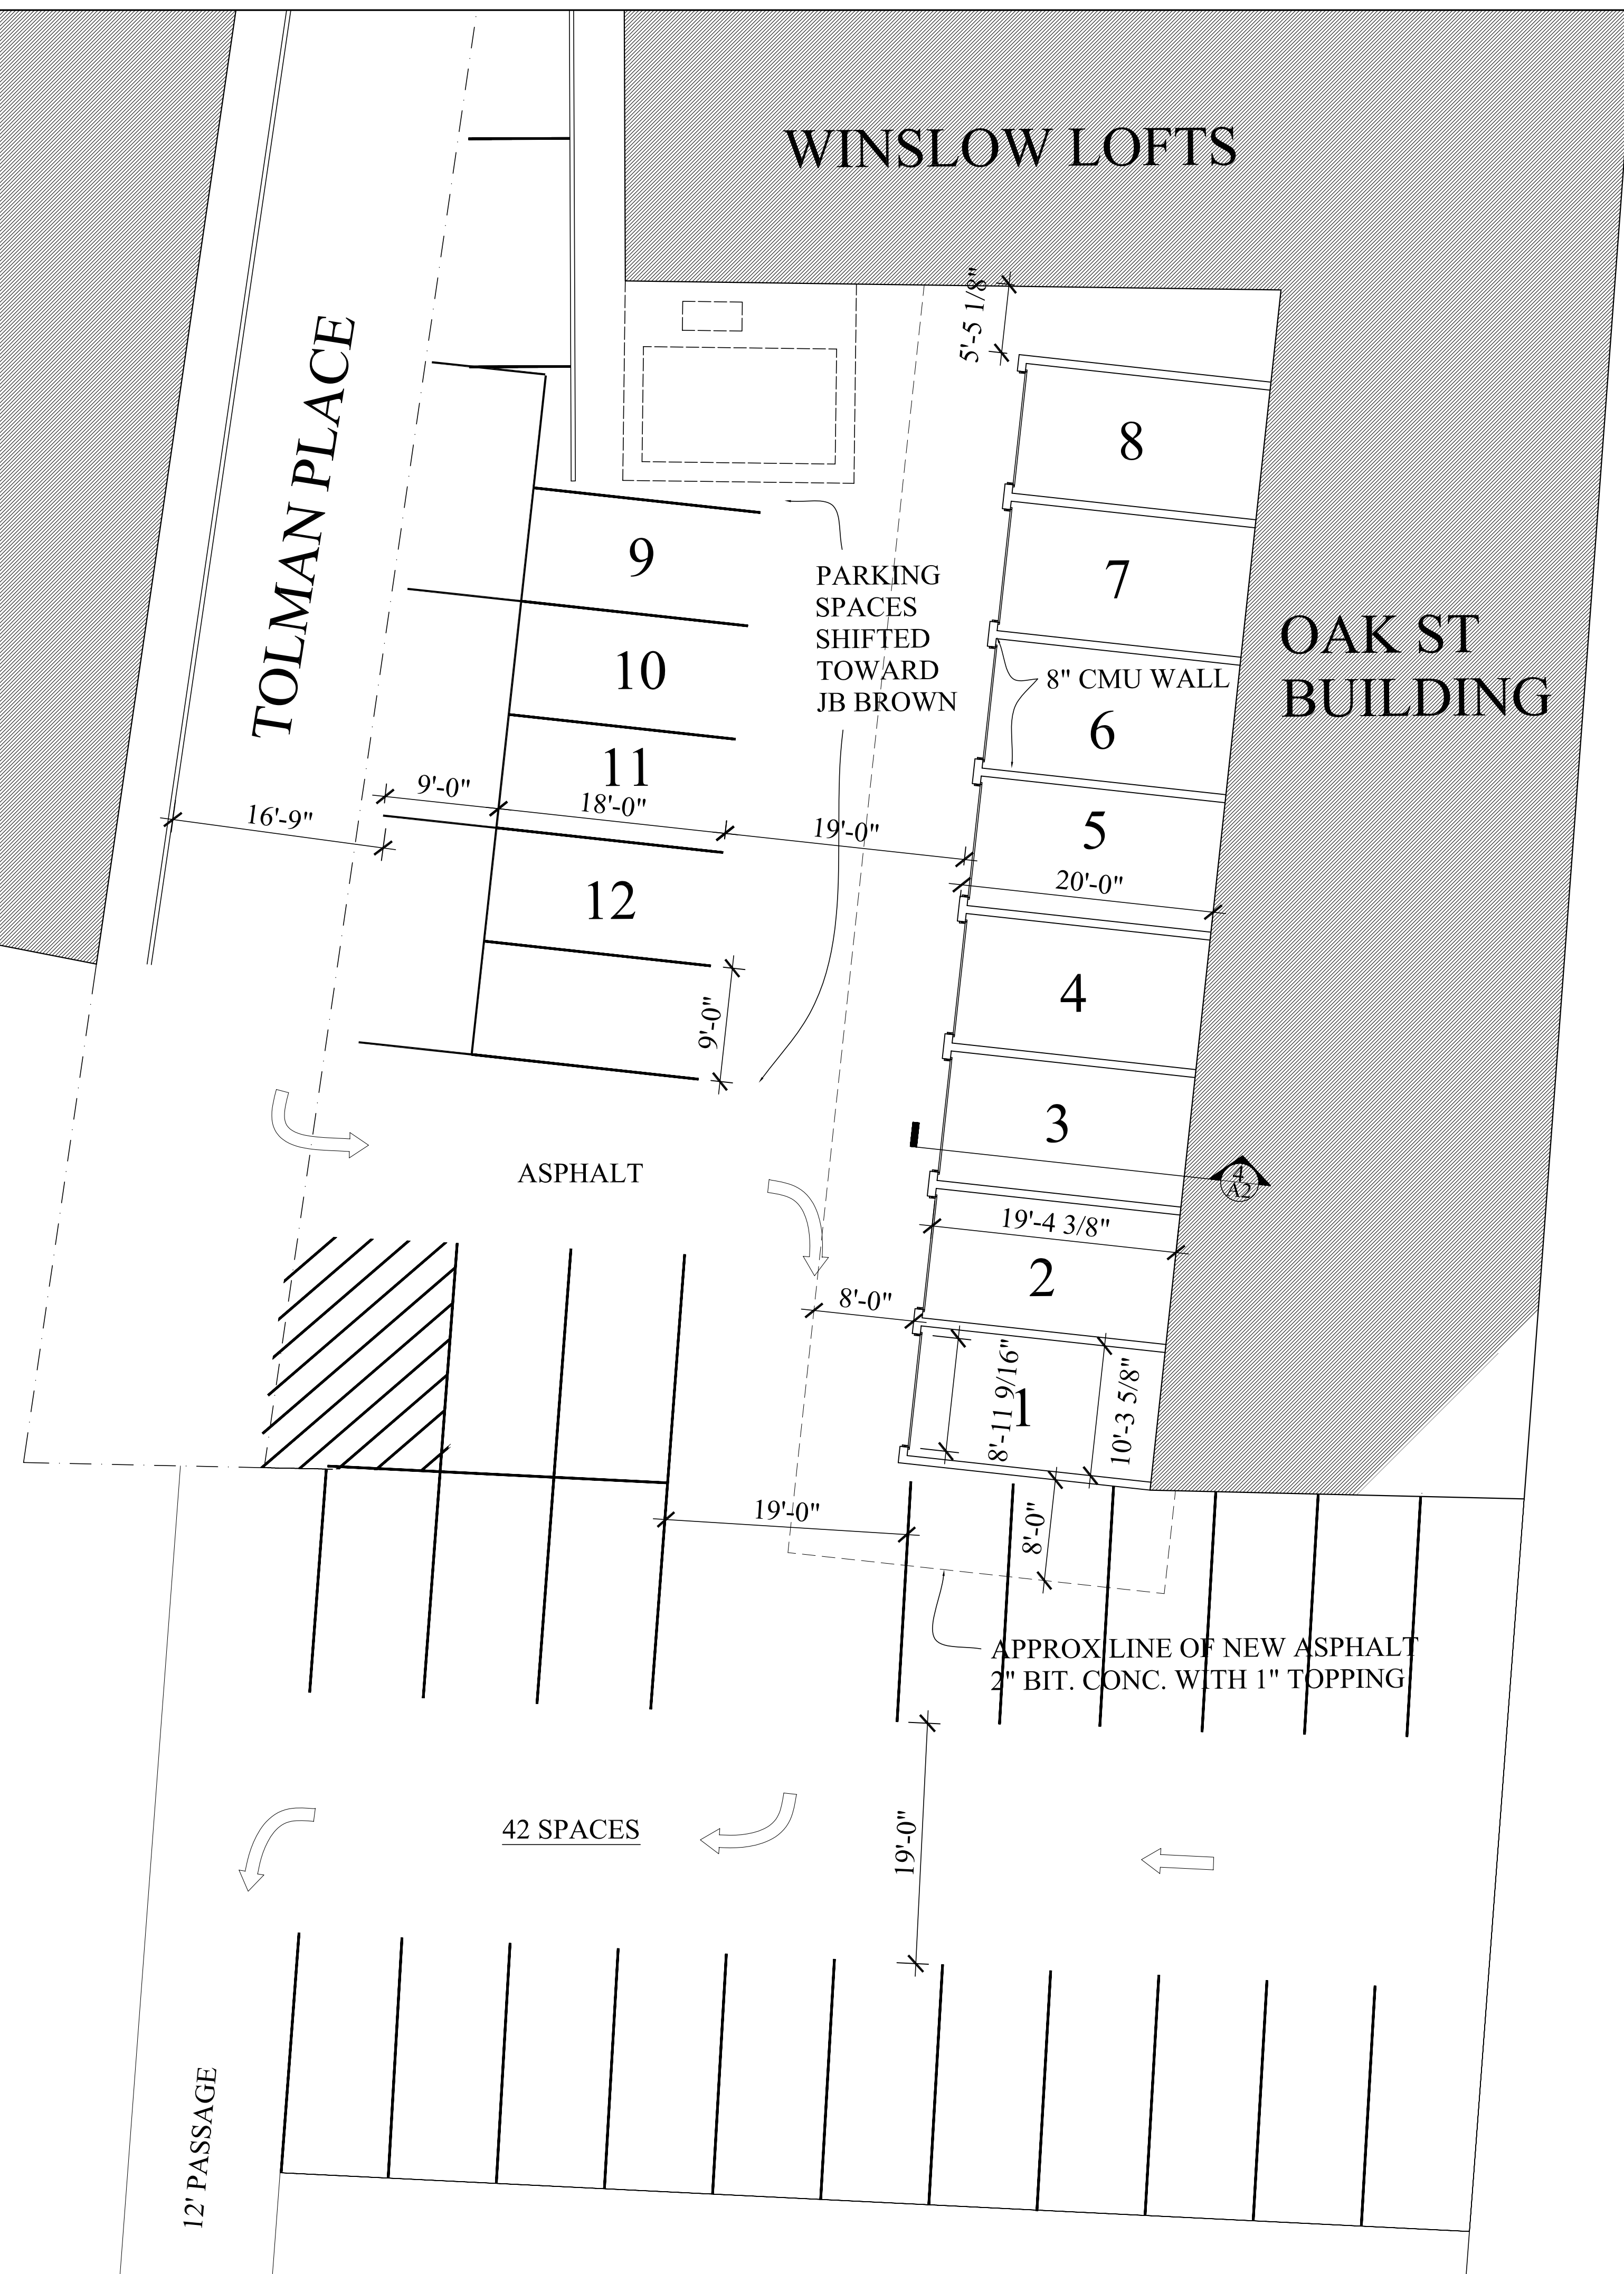 WINSLOW LOFTS
5'-5 1/8"
TOLMAN PLACE
8
9
7
PARKING
SPACES
SHIFTED
TOWARD
JB BROWN
OAK ST
BUILDING
10
8" CMU WALL
6
11
9'-0"
18'-0"
16'-9"
19'-0"
5
20'-0"
12
4
9'-0"
3
ASPHALT
4
A2
19'-4 3/8"
2
8'-0"
8'-11 9/16"
1
10'-3 5/8"
19'-0"
8'-0"
APPROX LINE OF NEW ASPHALT
2" BIT. CONC. WITH 1" TOPPING
42 SPACES
19'-0"
12' PASSAGE